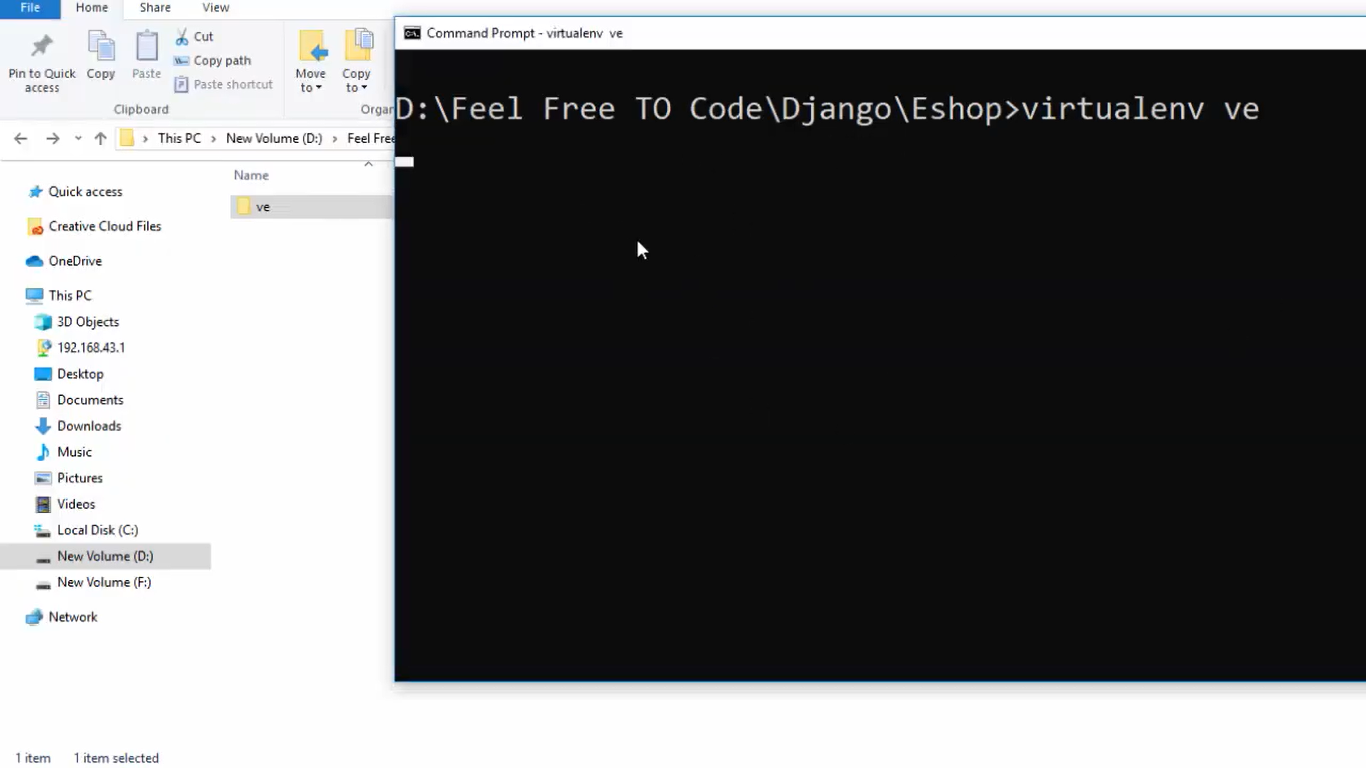 File Home Share View
Command Prompt - virtualenv ve
Cut
Copy path
Paste shortcut
Pin to Quick access
Copy
Paste
Move to
Copy to
Clipboard
Organ
D:\Feel Free TO Code\Django\Eshop>virtualenv ve
This PC > New Volume (D:) > Feel Free
Name
ve
Quick access
Creative Cloud Files
OneDrive
This PC
3D Objects
192.168.43.1
Desktop
Documents
Downloads
Music
Pictures
Videos
Local Disk (C:)
New Volume (D:)
New Volume (F:)
Network
1 item 1 item selected